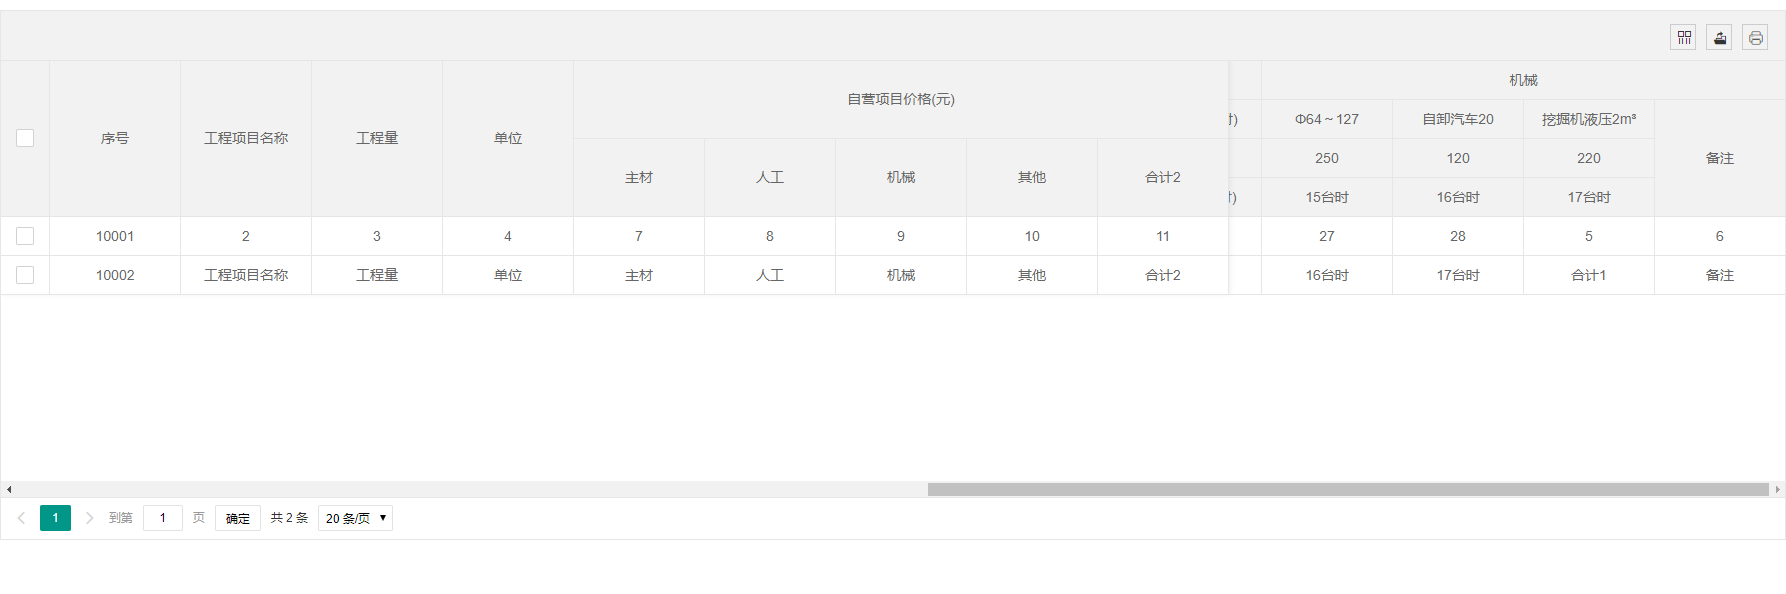 机械
自营项目价格(元)
序号 工程项目名称 工程量 单位
Φ64～127 自卸汽车20 挖掘机液压2m³
250 120 220 备注
主材 人工 机械 其他 合计2
15台时 16台时 17台时
10001 2 3 4 7 8 9 10 11 27 28 5 6
10002 工程项目名称 工程量 单位 主材 人工 机械 其他 合计2 16台时 17台时 合计1 备注
1 到第 1 页 确定 共 2 条 20 条/页